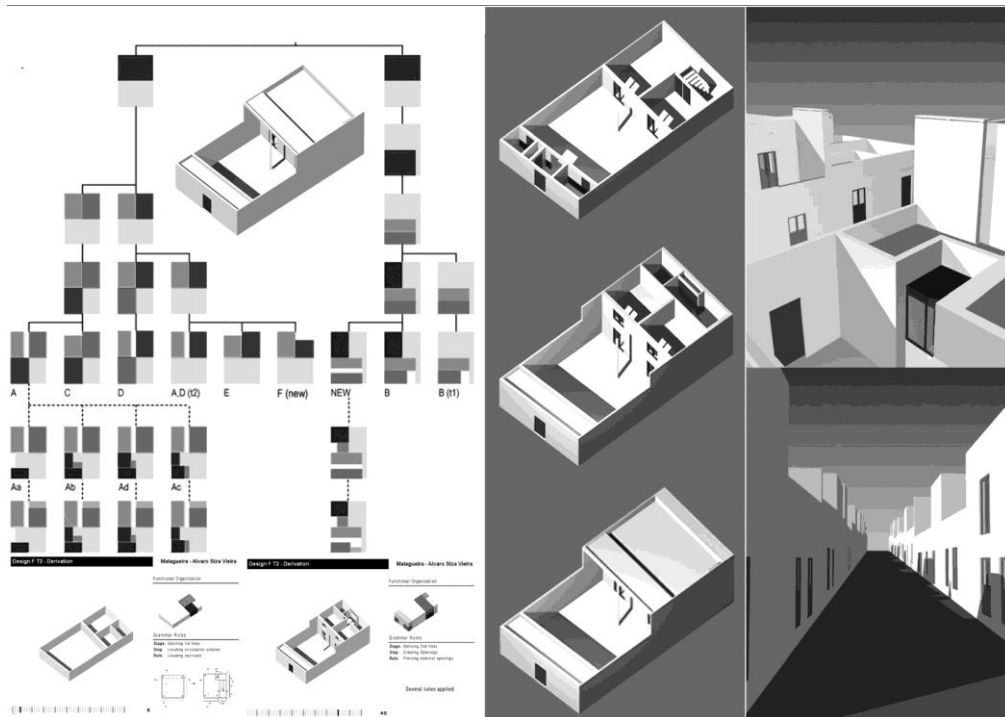 A C D A,D (t2) E F (new) NEW B B (t1)
Aa Ab Ad Ac
Design F T2 - Derivation
Malagueira - Alvaro Siza Vieira
Functional Organization
Grammar Rules
Stage: Defining 1st floor
Step: Locating circulation scheme
Rule: Locating staircase
Design F T2 - Derivation
Malagueira - Alvaro Siza Vieira
Functional Organization
Grammar Rules
Stage: Defining 2nd floor
Step: Creating Openings
Rule: Placing external openings
Several rules applied